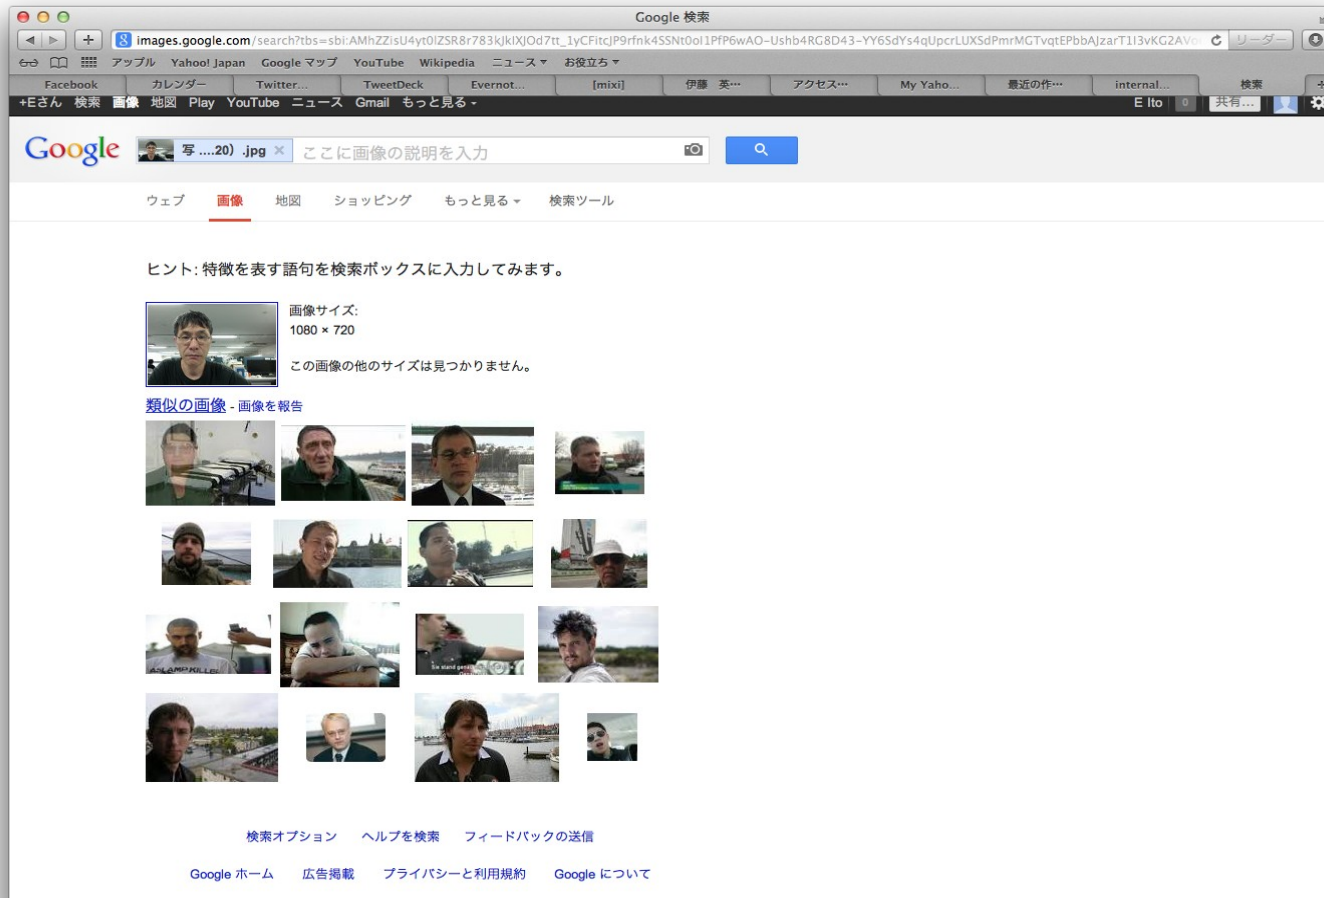 Google 検索
images.google.com/search?tbs=sbi:AMhZZisU4yt0lZSR8r783kJklXJOd7tt_1yCFitcJP9rfnk4SSNt0ol1PfP6wAO-Ushb4RG8D43-YY6SdYs4qUpcrLUXSdPmrMGTvqtEPbbAJzarT1I3vKG2AVo
リーダー
アップル Yahoo! Japan Google マップ YouTube Wikipedia ニュース お役立ち
Facebook カレンダー Twitter... TweetDeck Evernot... [mixi] 伊藤 英… アクセス… My Yaho... 最近の作… internal... 検索
+Eさん 検索 画像 地図 Play YouTube ニュース Gmail もっと見る
E Ito 0 共有...
Google 写 ....20）.jpg × ここに画像の説明を入力
ウェブ 画像 地図 ショッピング もっと見る 検索ツール
ヒント: 特徴を表す語句を検索ボックスに入力してみます。
画像サイズ:
1080 × 720
この画像の他のサイズは見つかりません。
類似の画像 - 画像を報告
検索オプション ヘルプを検索 フィードバックの送信
Google ホーム 広告掲載 プライバシーと利用規約 Google について